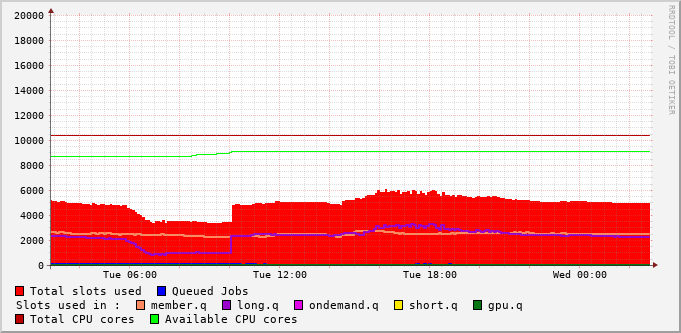 20000
18000
16000
14000
12000
10000
8000
6000
4000
2000
0
Tue 06:00 Tue 12:00 Tue 18:00 Wed 00:00
RRDTOOL / TOBI OETIKER
Total slots used Queued Jobs
Slots used in : member.q long.q ondemand.q short.q gpu.q
Total CPU cores Available CPU cores